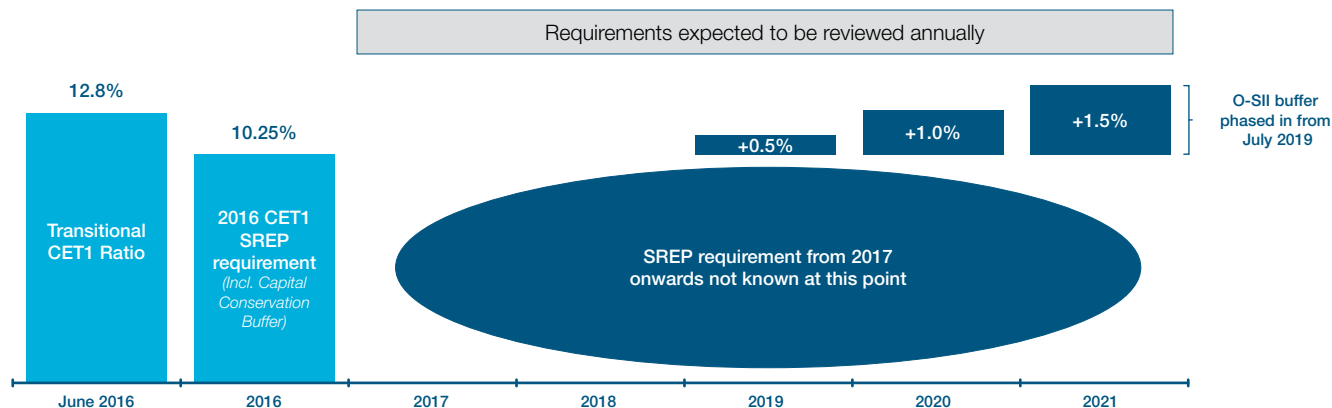 Requirements expected to be reviewed annually
12.8%
10.25%
+0.5%
+1.0%
+1.5%
O-SII buffer
phased in from
July 2019
Transitional
CET1 Ratio
2016 CET1
SREP
requirement
(Incl. Capital
Conservation
Buffer)
SREP requirement from 2017
onwards not known at this point
June 2016
2016
2017
2018
2019
2020
2021